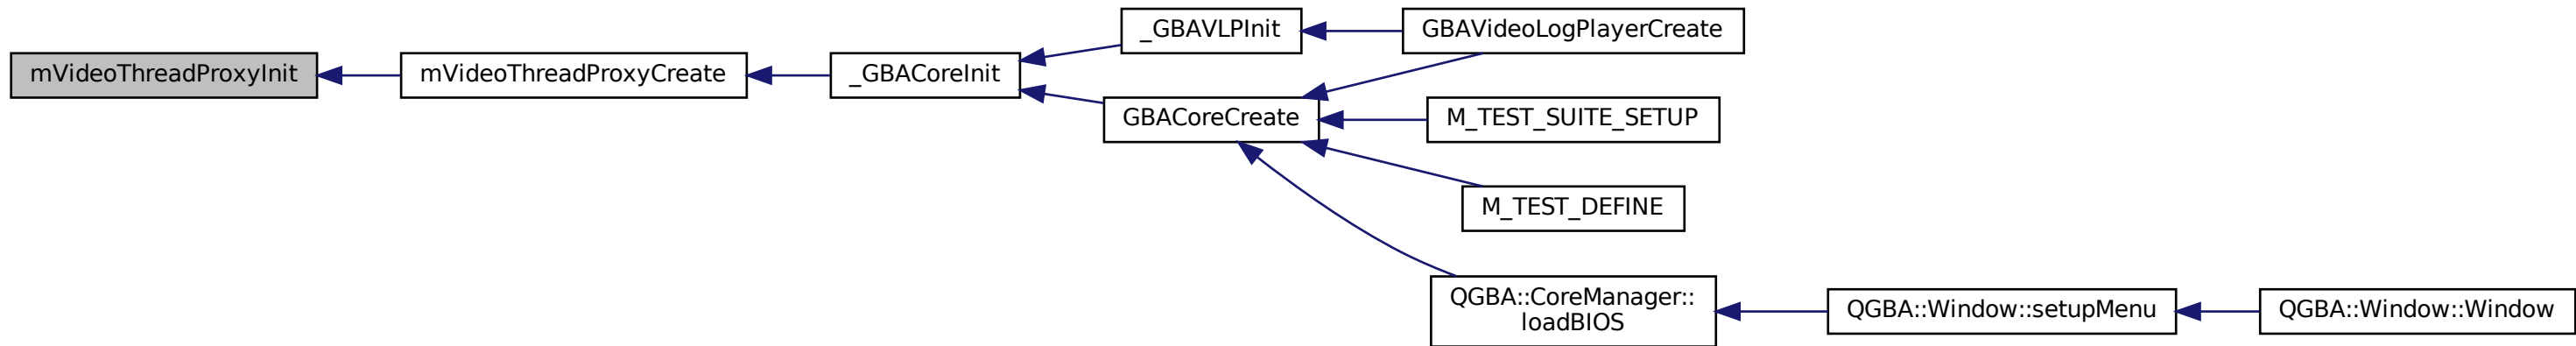 mVideoThreadProxyInit
mVideoThreadProxyCreate
_GBACoreInit
_GBAVLPInit
GBAVideoLogPlayerCreate
GBACoreCreate
M_TEST_SUITE_SETUP
M_TEST_DEFINE
QGBA::CoreManager::
loadBIOS
QGBA::Window::setupMenu
QGBA::Window::Window